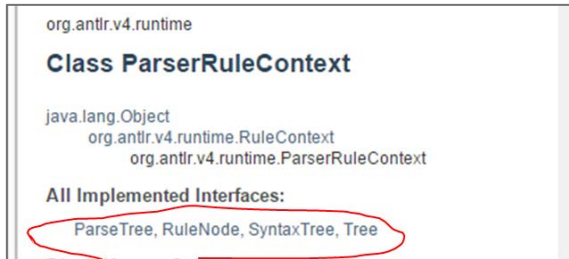 org.antlr.v4.runtime
Class ParserRuleContext
java.lang.Object
org.antlr.v4.runtime.RuleContext
org.antlr.v4.runtime.ParserRuleContext
All Implemented Interfaces:
ParseTree, RuleNode, SyntaxTree, Tree